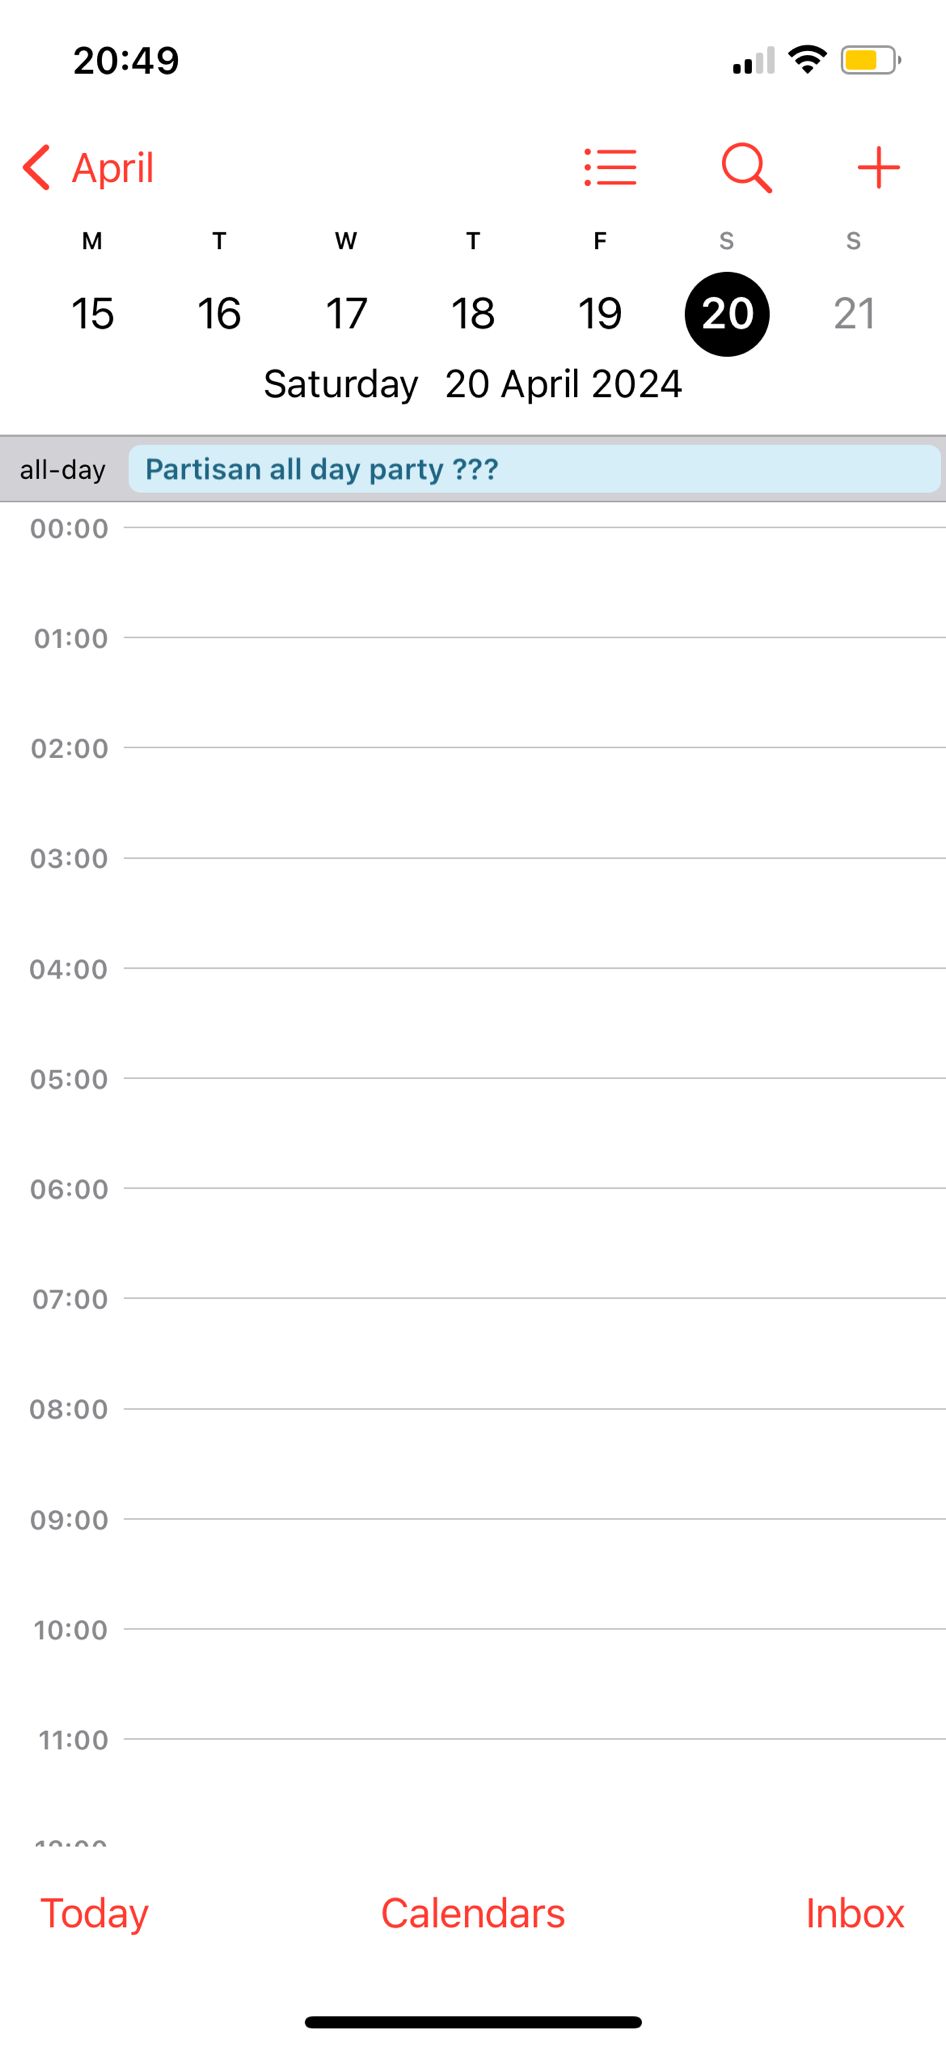 20:49
April
M T W T F S S
15 16 17 18 19 20 21
Saturday 20 April 2024
all-day Partisan all day party ???
00:00
01:00
02:00
03:00
04:00
05:00
06:00
07:00
08:00
09:00
10:00
11:00
12:00
Today Calendars Inbox